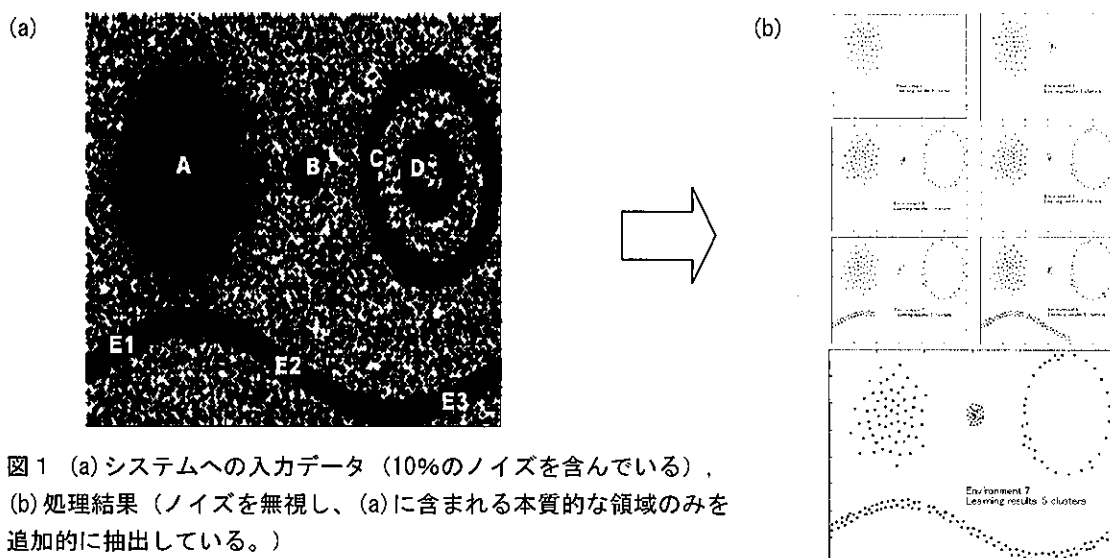 (a)
(b)
A
B
C
D
E1
E2
E3
Environment 7
Learning results: 5 clusters
図1 (a)システムへの入力データ（10%のノイズを含んでいる），
(b)処理結果（ノイズを無視し、(a)に含まれる本質的な領域のみを
追加的に抽出している。）